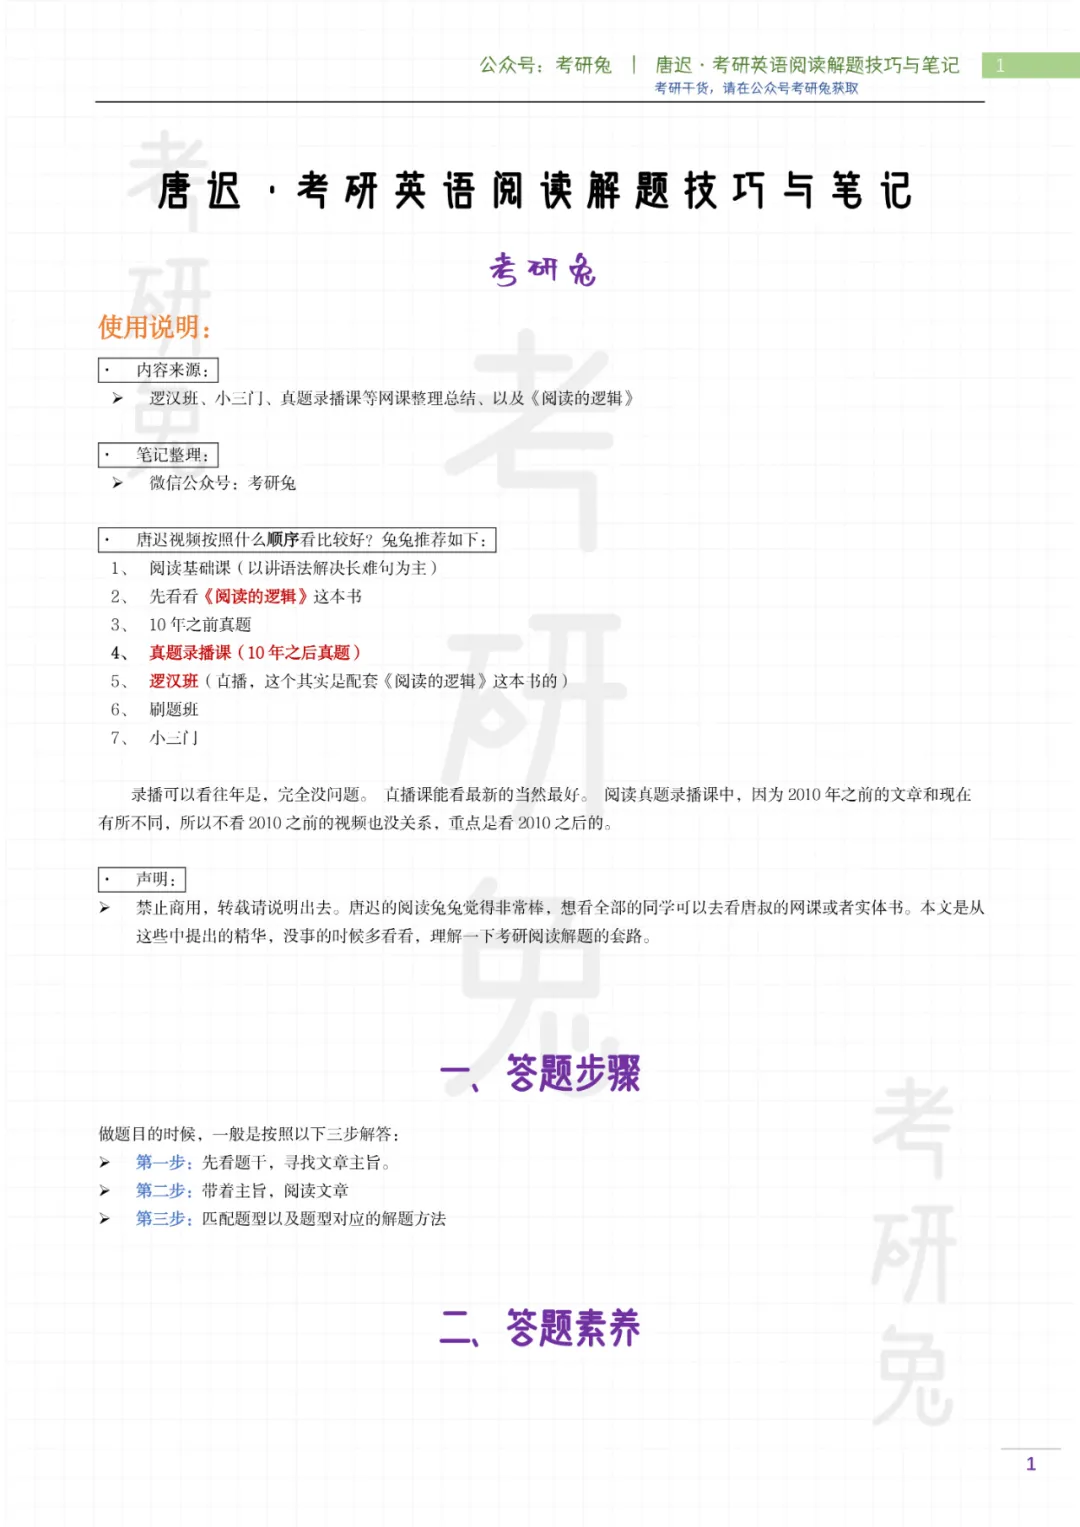 公众号：考研兔 | 唐迟·考研英语阅读解题技巧与笔记 1
考研干货，请在公众号考研兔获取
唐迟·考研英语阅读解题技巧与笔记
考研兔
使用说明：
· 内容来源：
➢ 逻汉班、小三门、真题录播课等网课整理总结、以及《阅读的逻辑》
· 笔记整理：
➢ 微信公众号：考研兔
· 唐迟视频按照什么顺序看比较好？兔兔推荐如下：
1、 阅读基础课（以讲语法解决长难句为主）
2、 先看看《阅读的逻辑》这本书
3、 10 年之前真题
4、 真题录播课（10 年之后真题）
5、 逻汉班（直播，这个其实是配套《阅读的逻辑》这本书的）
6、 刷题班
7、 小三门
录播可以看往年是，完全没问题。 直播课能看最新的当然最好。 阅读真题录播课中，因为 2010 年之前的文章和现在
有所不同，所以不看 2010 之前的视频也没关系，重点是看 2010 之后的。
· 声明：
➢ 禁止商用，转载请说明出去。唐迟的阅读兔兔觉得非常棒，想看全部的同学可以去看唐叔的网课或者实体书。本文是从
这些中提出的精华，没事的时候多看看，理解一下考研阅读解题的套路。
一、答题步骤
做题目的时候，一般是按照以下三步解答：
➢ 第一步：先看题干，寻找文章主旨。
➢ 第二步：带着主旨，阅读文章
➢ 第三步：匹配题型以及题型对应的解题方法
二、答题素养
1
考研兔
考研兔
考研兔